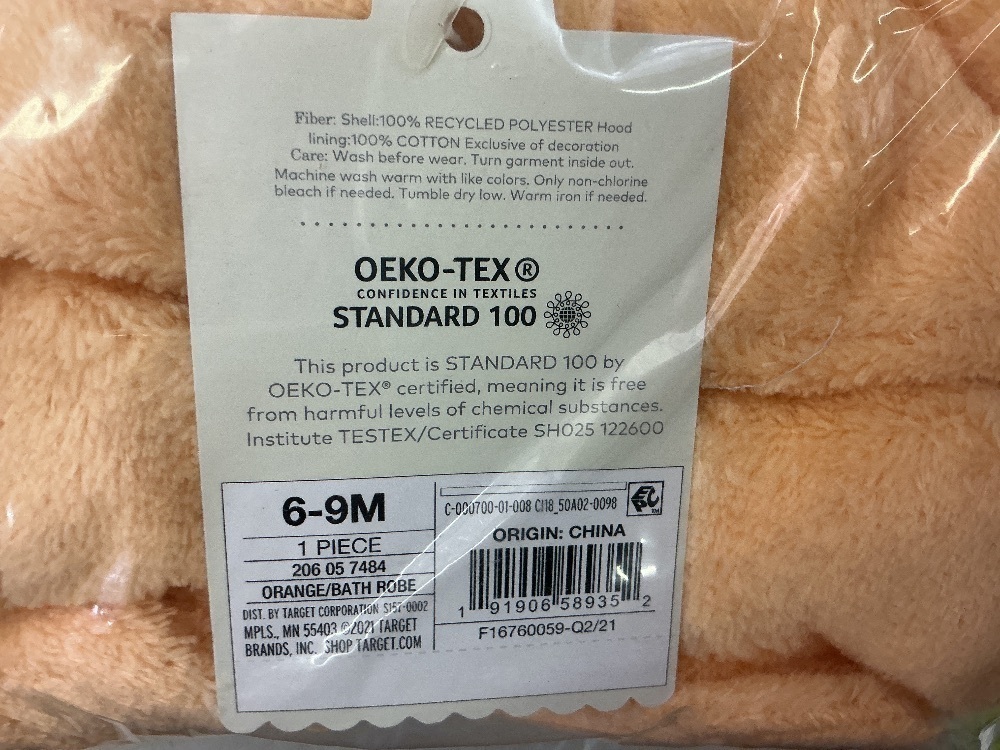 Fiber: Shell:100% RECYCLED POLYESTER Hood
lining:100% COTTON Exclusive of decoration
Care: Wash before wear. Turn garment inside out.
Machine wash warm with like colors. Only non-chlorine
bleach if needed. Tumble dry low. Warm iron if needed.
OEKO-TEX®
CONFIDENCE IN TEXTILES
STANDARD 100
This product is STANDARD 100 by
OEKO-TEX® certified, meaning it is free
from harmful levels of chemical substances.
Institute TESTEX/Certificate SH025 122600
6-9M
1 PIECE
206 05 7484
ORANGE/BATH ROBE
DIST. BY TARGET CORPORATION S157-0002
MPLS., MN 55403 ©2021 TARGET
BRANDS, INC. SHOP TARGET.COM
C-000700-01-008 CI18_50A02-0098
ORIGIN: CHINA
1 91906 58935 2
F16760059-Q2/21